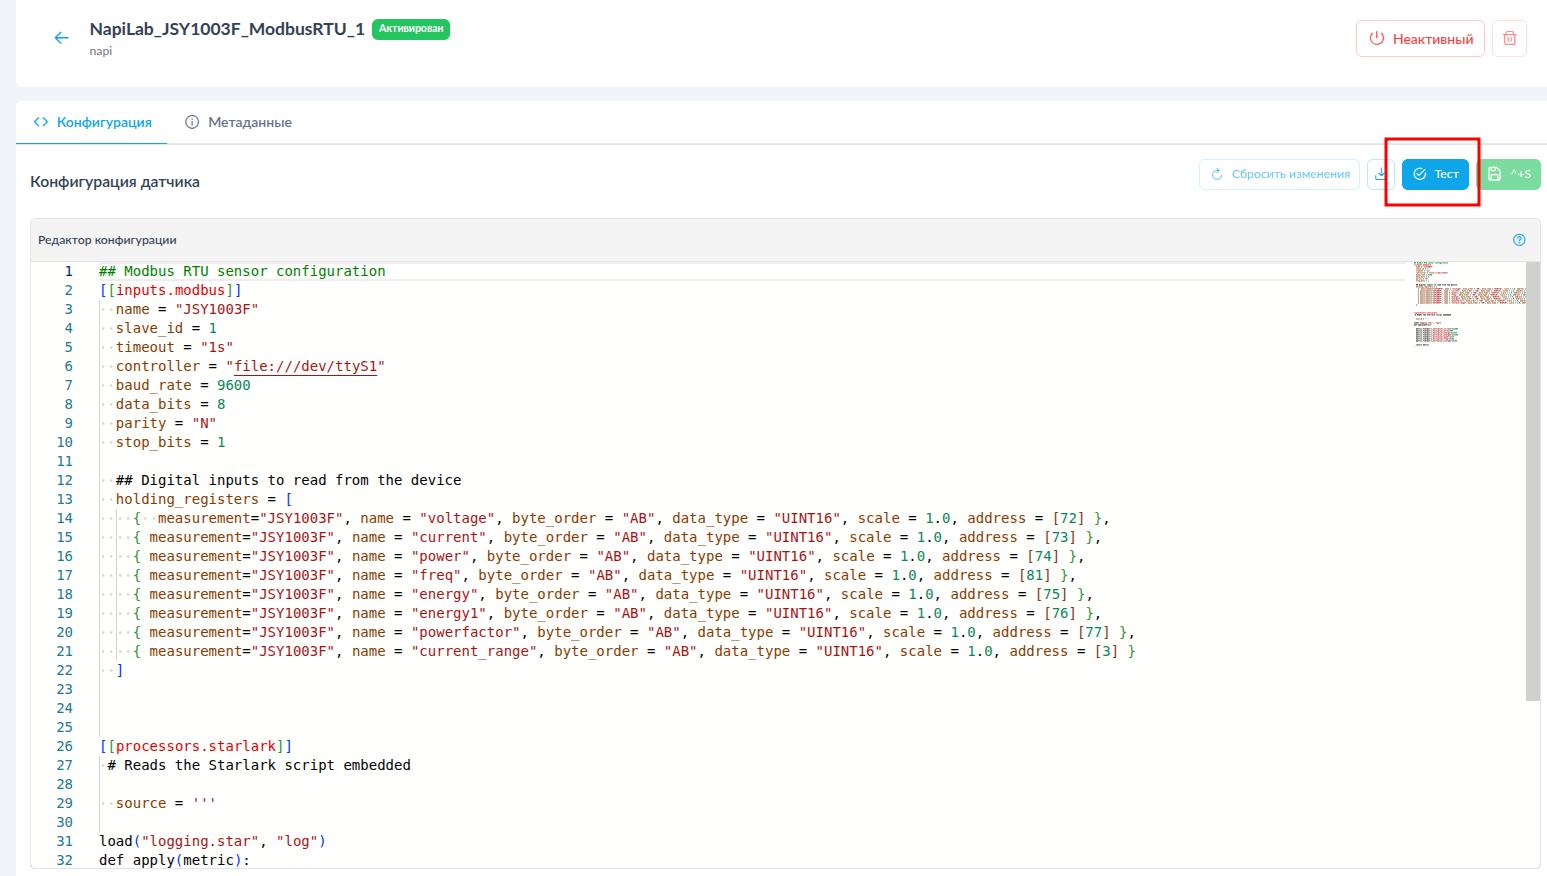 NapiLab_JSY1003F_ModbusRTU_1 Активирован
napi
Неактивный
Конфигурация Метаданные
Конфигурация датчика
Сбросить изменения Тест ^+S
Редактор конфигурации
1 ## Modbus RTU sensor configuration
2 [[inputs.modbus]]
3 name = "JSY1003F"
4 slave_id = 1
5 timeout = "1s"
6 controller = "file:///dev/ttyS1"
7 baud_rate = 9600
8 data_bits = 8
9 parity = "N"
10 stop_bits = 1
11
12 ## Digital inputs to read from the device
13 holding_registers = [
14 { measurement="JSY1003F", name = "voltage", byte_order = "AB", data_type = "UINT16", scale = 1.0, address = [72] },
15 { measurement="JSY1003F", name = "current", byte_order = "AB", data_type = "UINT16", scale = 1.0, address = [73] },
16 { measurement="JSY1003F", name = "power", byte_order = "AB", data_type = "UINT16", scale = 1.0, address = [74] },
17 { measurement="JSY1003F", name = "freq", byte_order = "AB", data_type = "UINT16", scale = 1.0, address = [81] },
18 { measurement="JSY1003F", name = "energy", byte_order = "AB", data_type = "UINT16", scale = 1.0, address = [75] },
19 { measurement="JSY1003F", name = "energy1", byte_order = "AB", data_type = "UINT16", scale = 1.0, address = [76] },
20 { measurement="JSY1003F", name = "powerfactor", byte_order = "AB", data_type = "UINT16", scale = 1.0, address = [77] },
21 { measurement="JSY1003F", name = "current_range", byte_order = "AB", data_type = "UINT16", scale = 1.0, address = [3] }
22 ]
23
24
25
26 [[processors.starlark]]
27 # Reads the Starlark script embedded
28
29 source = '''
30
31 load("logging.star", "log")
32 def apply(metric):